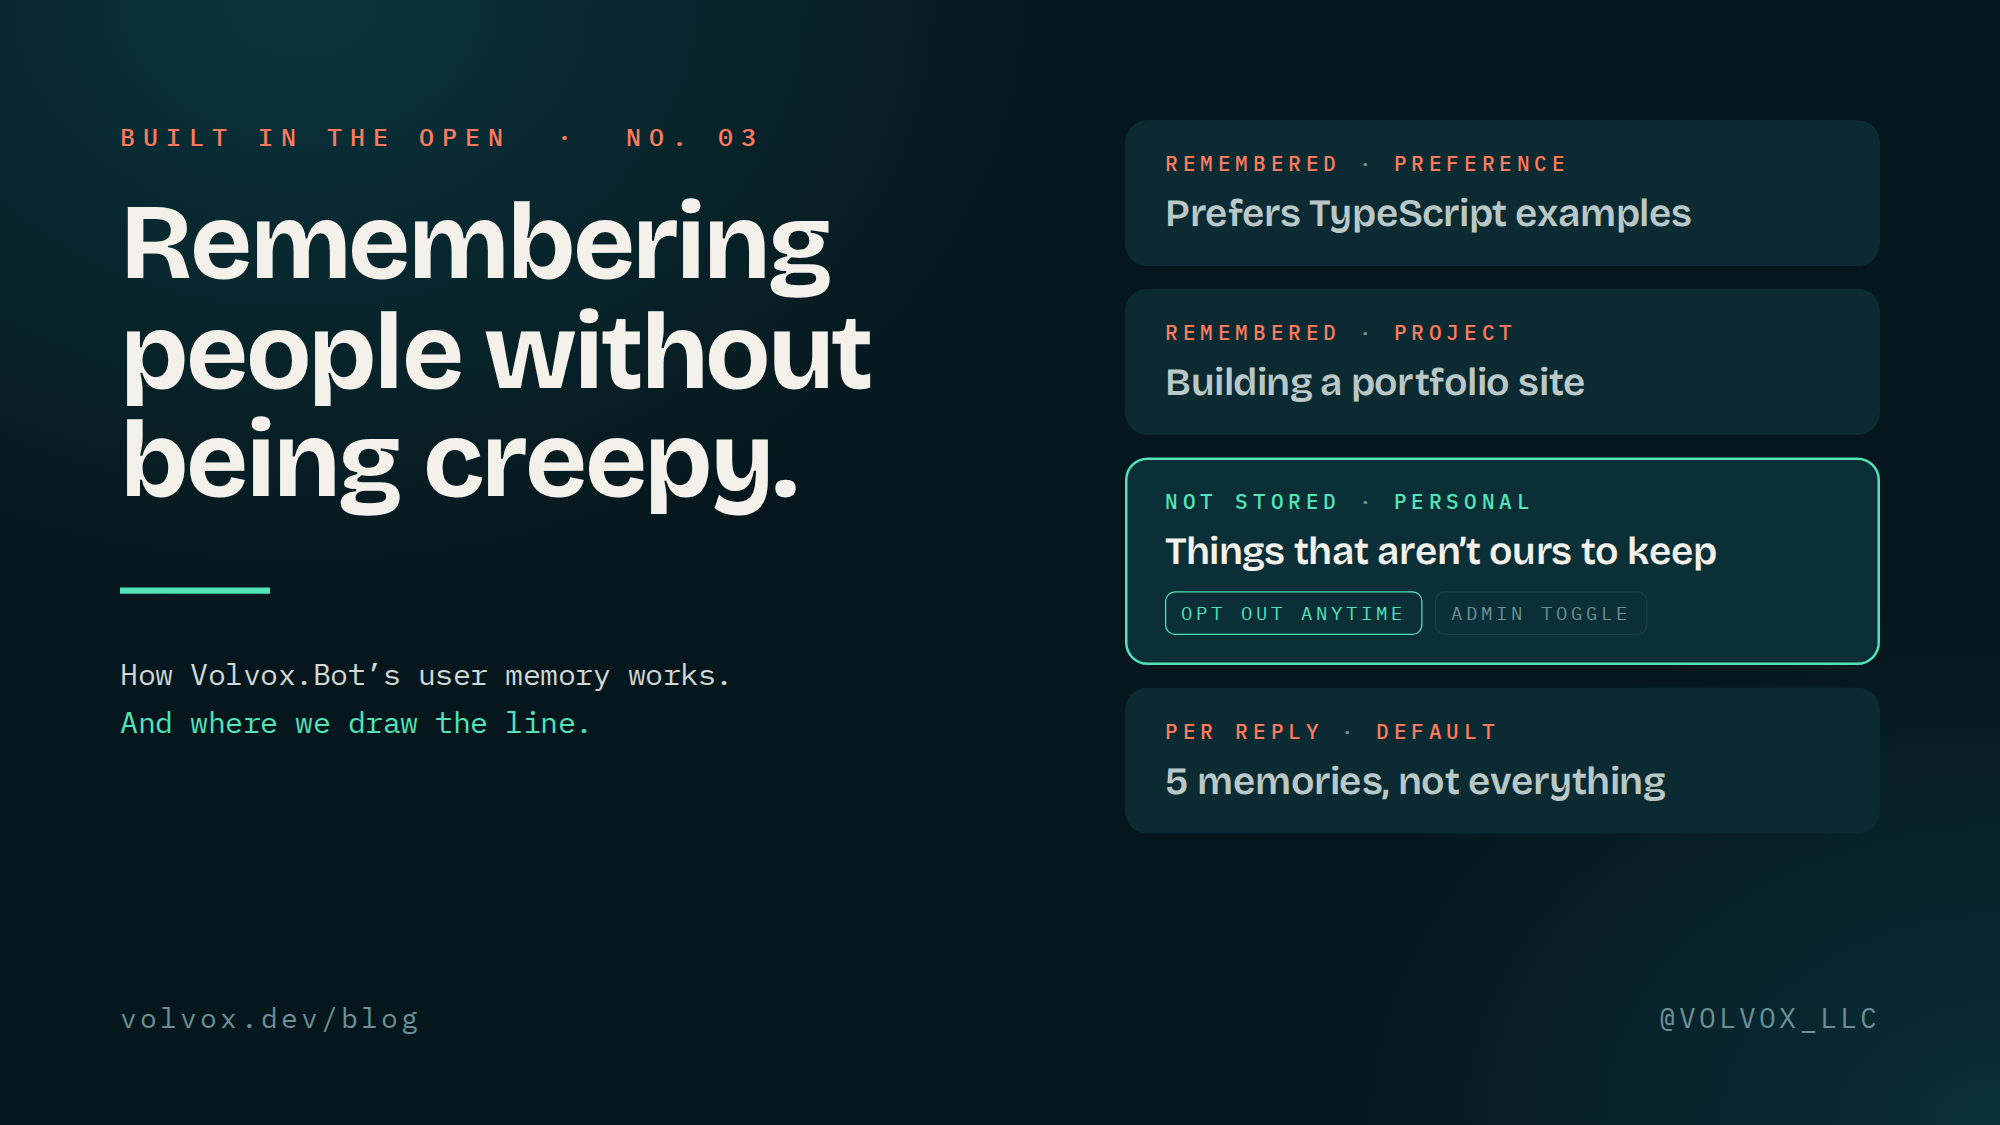 BUILT IN THE OPEN · NO. 03
Remembering
people without
being creepy.
How Volvox.Bot’s user memory works.
And where we draw the line.
REMEMBERED · PREFERENCE
Prefers TypeScript examples
REMEMBERED · PROJECT
Building a portfolio site
NOT STORED · PERSONAL
Things that aren’t ours to keep
OPT OUT ANYTIME ADMIN TOGGLE
PER REPLY · DEFAULT
5 memories, not everything
volvox.dev/blog
@VOLVOX_LLC